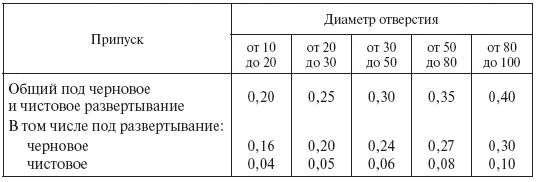 Припуск
Диаметр отверстия
от 10 до 20
от 20 до 30
от 30 до 50
от 50 до 80
от 80 до 100
Общий под черновое
и чистовое развертывание 0,20 0,25 0,30 0,35 0,40
В том числе под развертывание:
черновое 0,16 0,20 0,24 0,27 0,30
чистовое 0,04 0,05 0,06 0,08 0,10